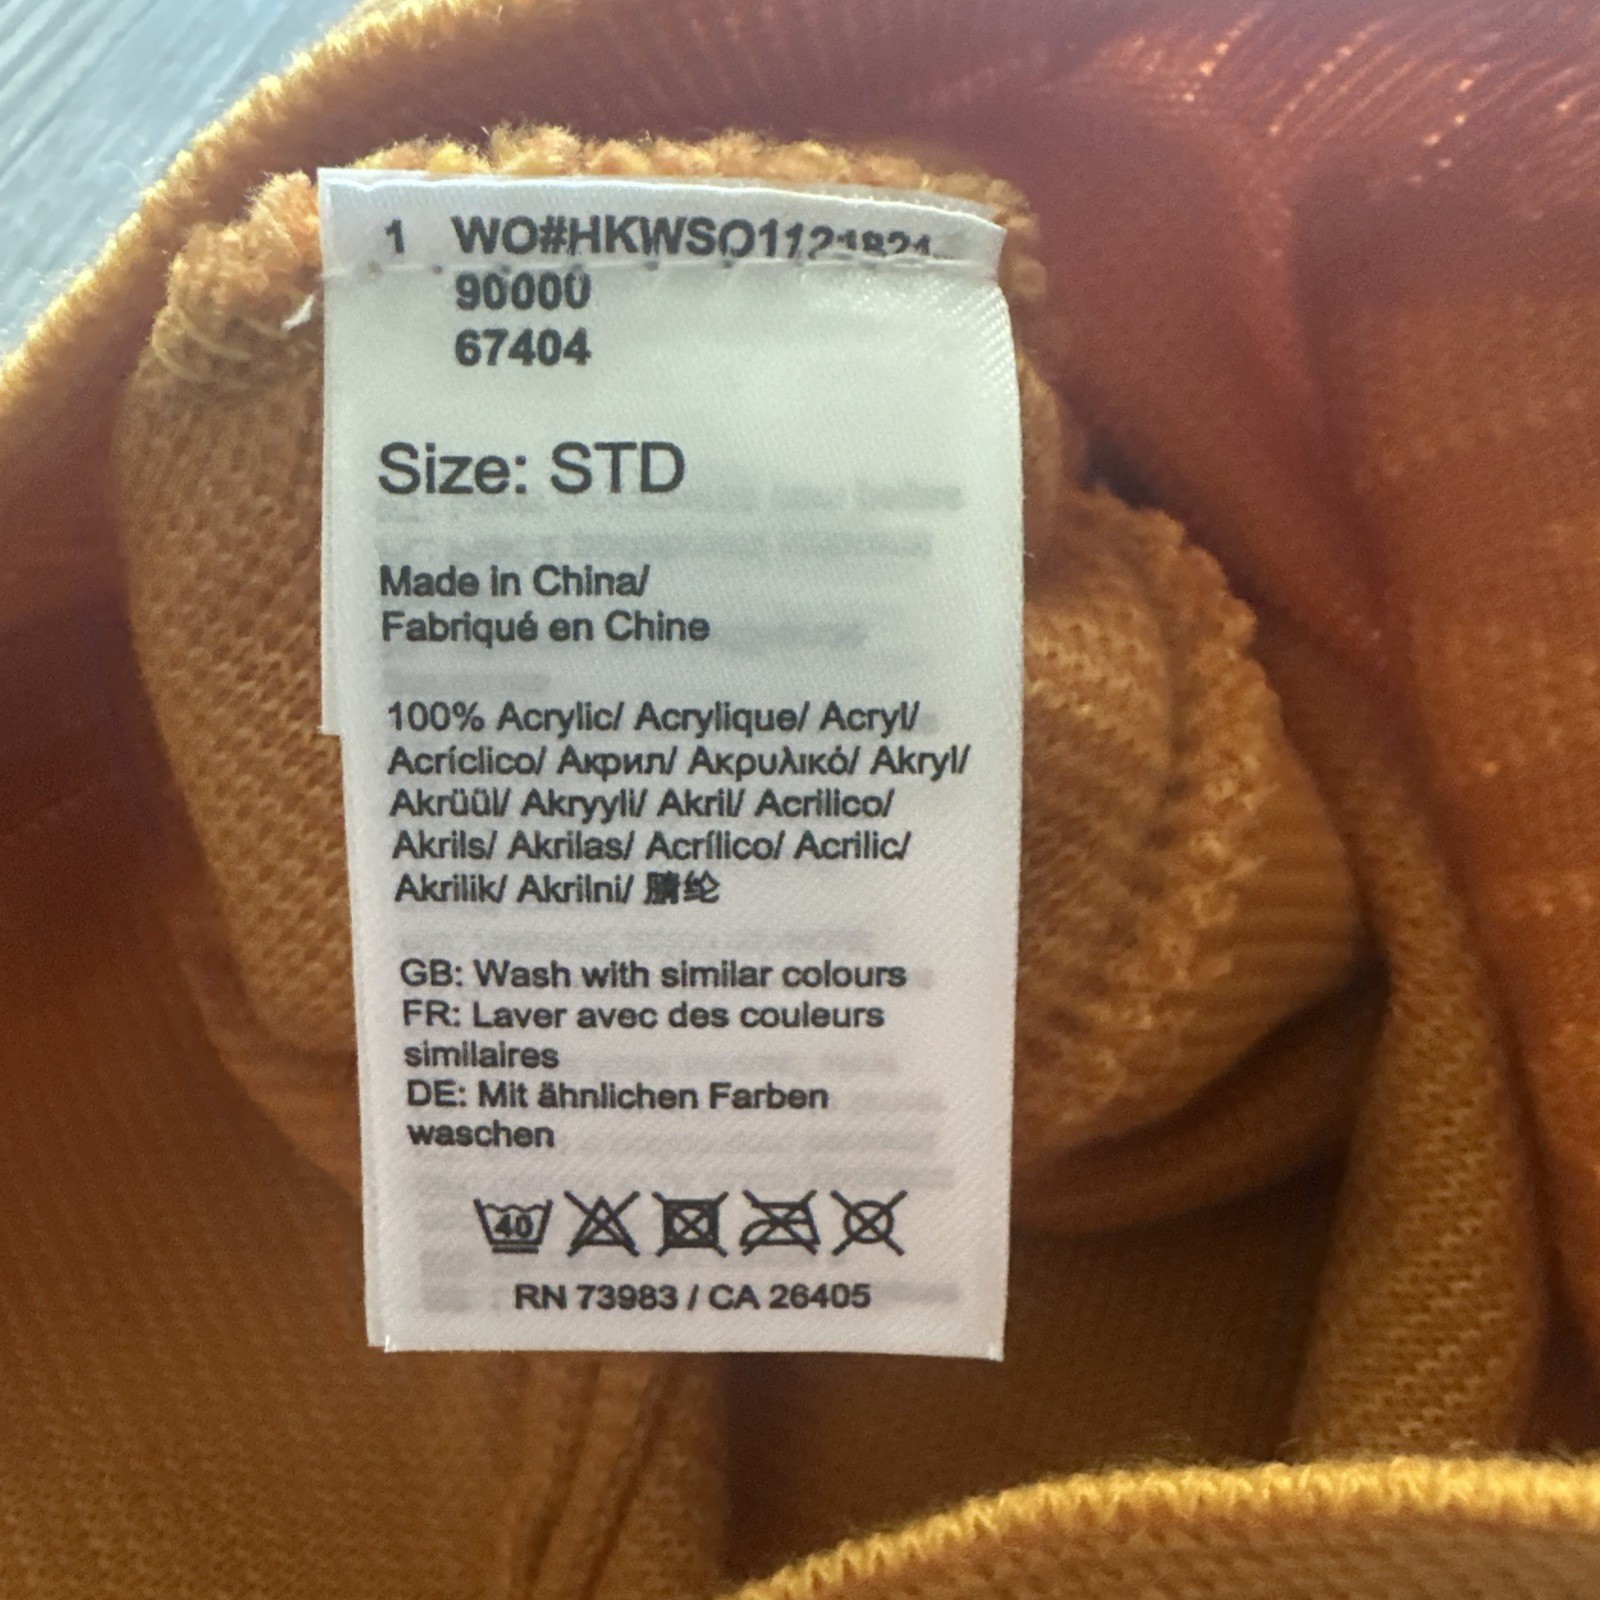 1 WO#HKWSO1121821
90000
67404
Size: STD
Made in China/
Fabriqué en Chine
100% Acrylic/ Acrylique/ Acryl/
Acríclico/ Акрил/ Ακρυλικό/ Akryl/
Akrüül/ Akryyli/ Akril/ Acrilico/
Akrils/ Akrilas/ Acrílico/ Acrilic/
Akrilik/ Akrilni/ 腈纶
GB: Wash with similar colours
FR: Laver avec des couleurs
similaires
DE: Mit ähnlichen Farben
waschen
40
RN 73983 / CA 26405